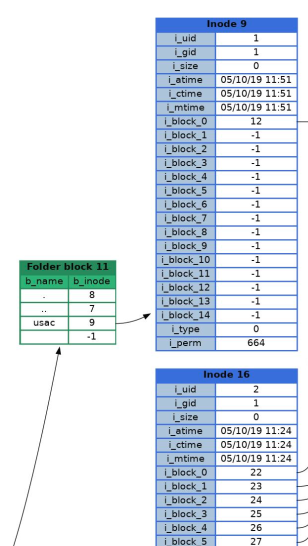 Inode 9
i_uid 1
i_gid 1
i_size 0
i_atime 05/10/19 11:51
i_ctime 05/10/19 11:51
i_mtime 05/10/19 11:51
i_block_0 12
i_block_1 -1
i_block_2 -1
i_block_3 -1
i_block_4 -1
i_block_5 -1
i_block_6 -1
i_block_7 -1
i_block_8 -1
i_block_9 -1
i_block_10 -1
i_block_11 -1
i_block_12 -1
i_block_13 -1
i_block_14 -1
i_type 0
i_perm 664
Folder block 11
b_name b_inode
. 8
.. 7
usac 9
-1
Inode 16
i_uid 2
i_gid 1
i_size 0
i_atime 05/10/19 11:24
i_ctime 05/10/19 11:24
i_mtime 05/10/19 11:24
i_block_0 22
i_block_1 23
i_block_2 24
i_block_3 25
i_block_4 26
i_block_5 27